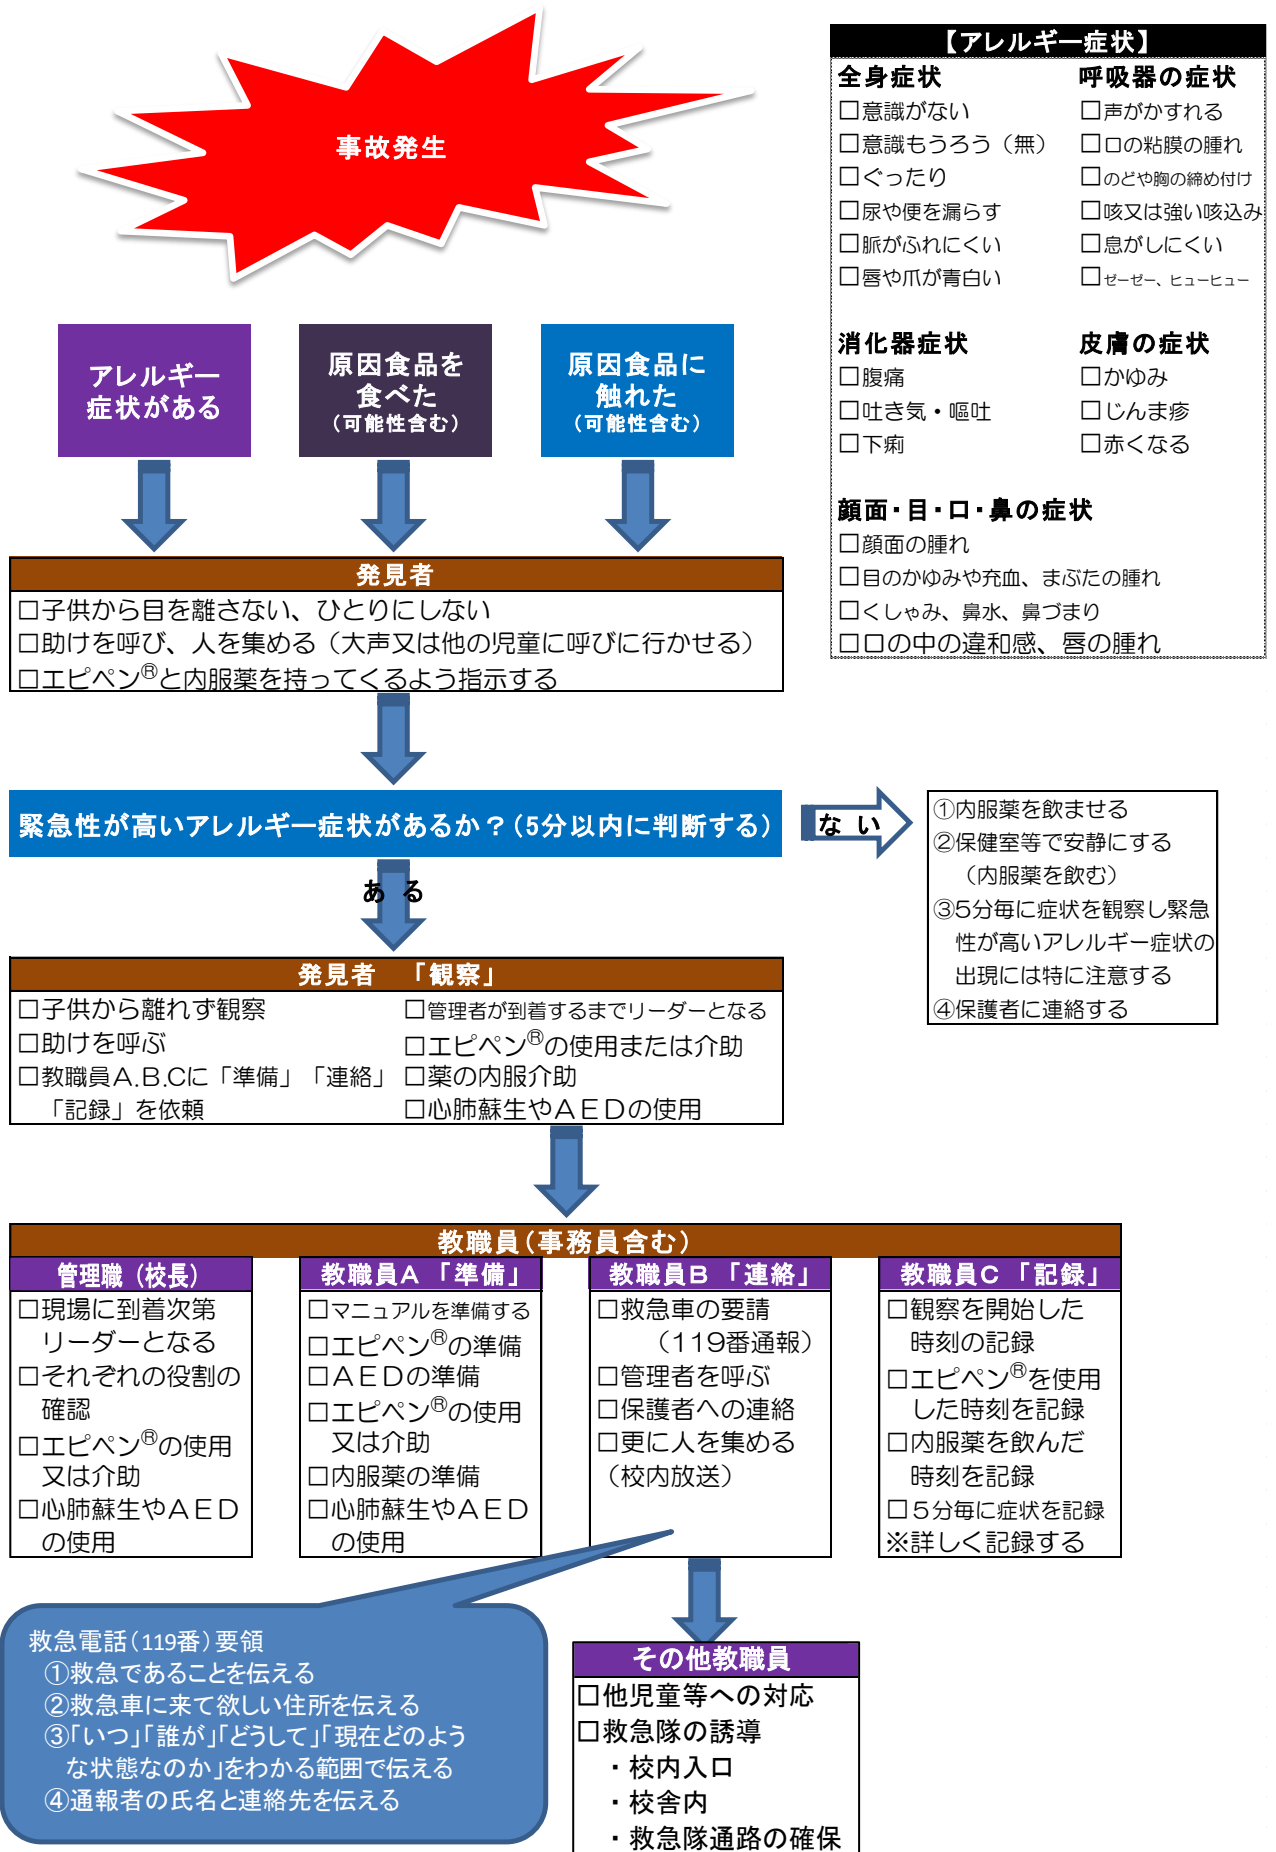 事故発生
【アレルギー症状】
全身症状
□意識がない
□意識もうろう（無）
□ぐったり
□尿や便を漏らす
□脈がふれにくい
□唇や爪が青白い
呼吸器の症状
□声がかすれる
□口の粘膜の腫れ
□のどや胸の締め付け
□咳又は強い咳込み
□息がしにくい
□ゼーゼー、ヒューヒュー
消化器症状
□腹痛
□吐き気・嘔吐
□下痢
皮膚の症状
□かゆみ
□じんま疹
□赤くなる
顔面・目・口・鼻の症状
□顔面の腫れ
□目のかゆみや充血、まぶたの腫れ
□くしゃみ、鼻水、鼻づまり
□口の中の違和感、唇の腫れ
アレルギー
症状がある
原因食品を
食べた
（可能性含む）
原因食品に
触れた
（可能性含む）
発見者
□子供から目を離さない、ひとりにしない
□助けを呼び、人を集める（大声又は他の児童に呼びに行かせる）
□エピペン®と内服薬を持ってくるよう指示する
緊急性が高いアレルギー症状があるか？（5分以内に判断する）
ない
①内服薬を飲ませる
②保健室等で安静にする
（内服薬を飲む）
③5分毎に症状を観察し緊急
性が高いアレルギー症状の
出現には特に注意する
④保護者に連絡する
ある
発見者　「観察」
□子供から離れず観察
□助けを呼ぶ
□教職員A.B.Cに「準備」「連絡」
「記録」を依頼
□管理者が到着するまでリーダーとなる
□エピペン®の使用または介助
□薬の内服介助
□心肺蘇生やAEDの使用
教職員（事務員含む）
管理職（校長）
□現場に到着次第
リーダーとなる
□それぞれの役割の
確認
□エピペン®の使用
又は介助
□心肺蘇生やAED
の使用
教職員A「準備」
□マニュアルを準備する
□エピペン®の準備
□AEDの準備
□エピペン®の使用
又は介助
□内服薬の準備
□心肺蘇生やAED
の使用
教職員B「連絡」
□救急車の要請
（119番通報）
□管理者を呼ぶ
□保護者への連絡
□更に人を集める
（校内放送）
教職員C「記録」
□観察を開始した
時刻の記録
□エピペン®を使用
した時刻を記録
□内服薬を飲んだ
時刻を記録
□5分毎に症状を記録
※詳しく記録する
救急電話（119番）要領
①救急であることを伝える
②救急車に来て欲しい住所を伝える
③「いつ」「誰が」「どうして」「現在どのよう
な状態なのか」をわかる範囲で伝える
④通報者の氏名と連絡先を伝える
その他教職員
□他児童等への対応
□救急隊の誘導
・校内入口
・校舎内
・救急隊通路の確保